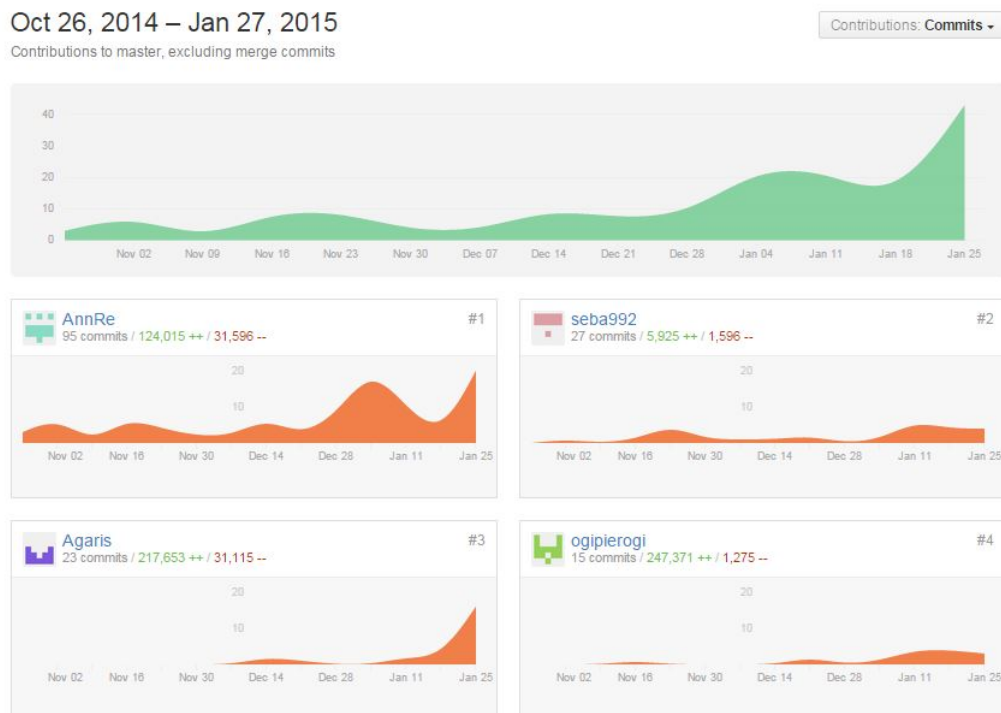 Oct 26, 2014 – Jan 27, 2015
Contributions: Commits
Contributions to master, excluding merge commits
40
30
20
10
0
Nov 02 Nov 09 Nov 16 Nov 23 Nov 30 Dec 07 Dec 14 Dec 21 Dec 28 Jan 04 Jan 11 Jan 18 Jan 25
AnnRe #1
95 commits / 124,015 ++ / 31,596 --
20
10
Nov 02 Nov 16 Nov 30 Dec 14 Dec 28 Jan 11 Jan 25
seba992 #2
27 commits / 5,925 ++ / 1,596 --
20
10
Nov 02 Nov 16 Nov 30 Dec 14 Dec 28 Jan 11 Jan 25
Agaris #3
23 commits / 217,653 ++ / 31,115 --
20
10
Nov 02 Nov 16 Nov 30 Dec 14 Dec 28 Jan 11 Jan 25
ogipierogi #4
15 commits / 247,371 ++ / 1,275 --
20
10
Nov 02 Nov 16 Nov 30 Dec 14 Dec 28 Jan 11 Jan 25